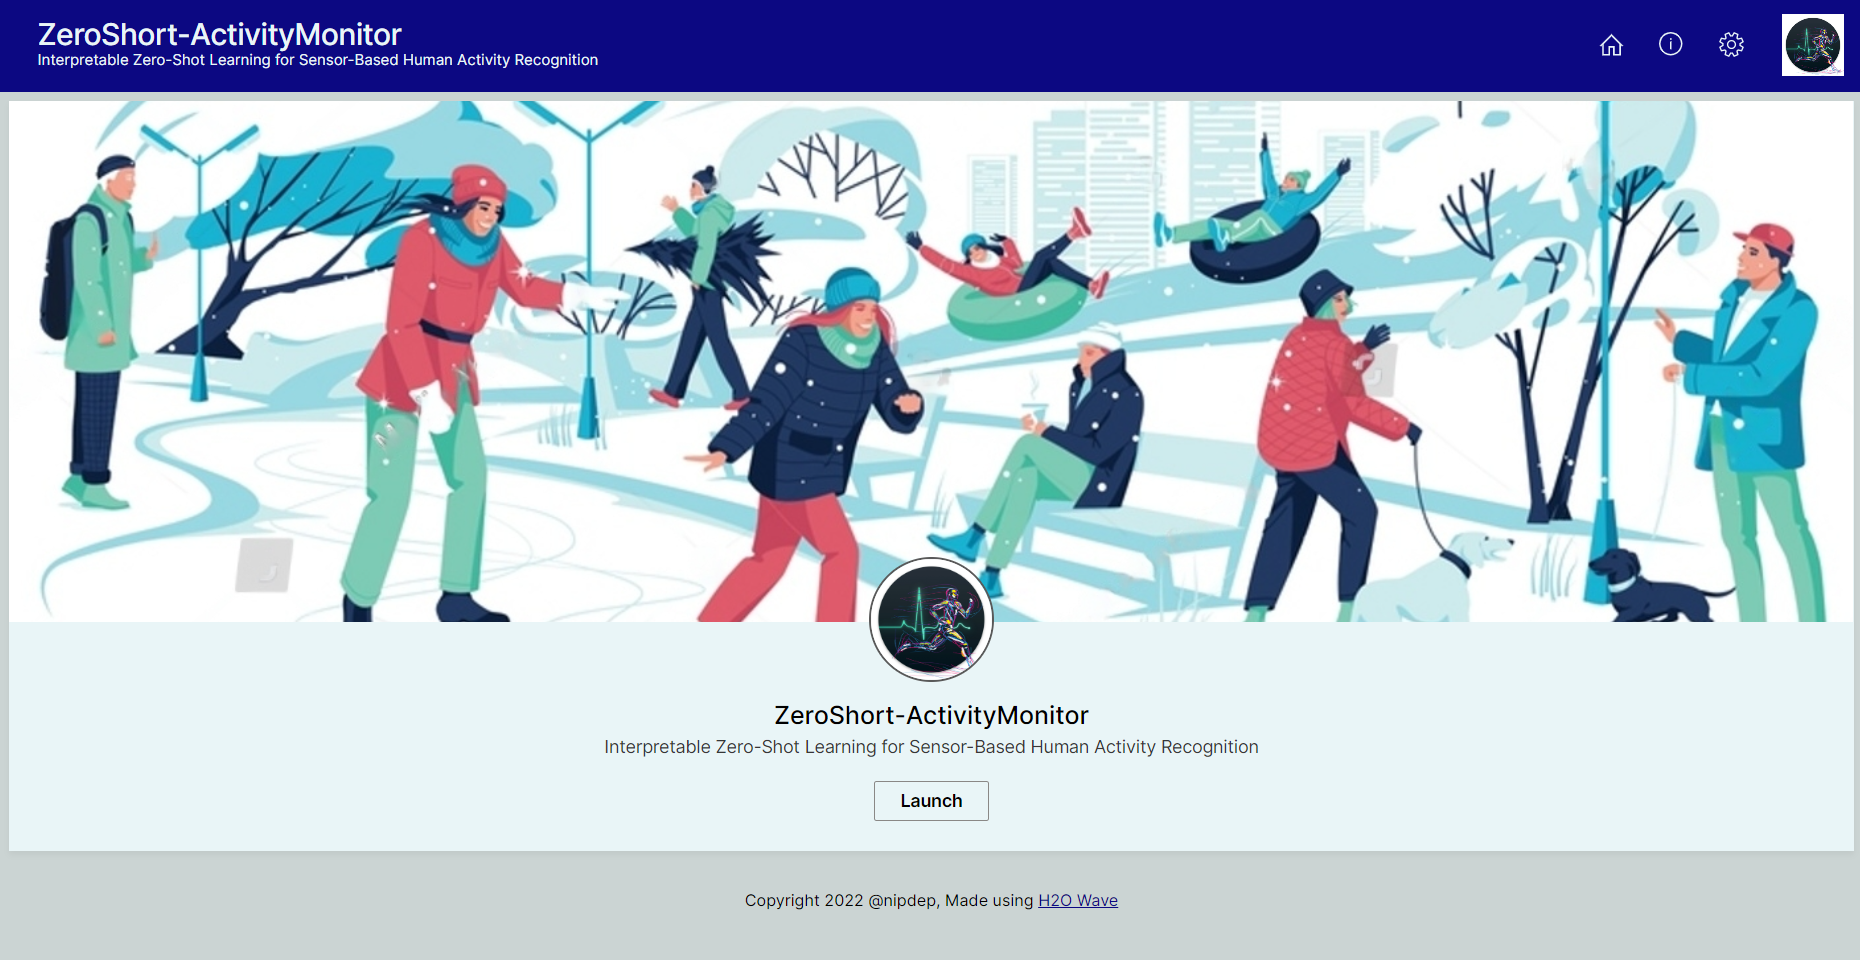 ZeroShort-ActivityMonitor
Interpretable Zero-Shot Learning for Sensor-Based Human Activity Recognition
ZeroShort-ActivityMonitor
Interpretable Zero-Shot Learning for Sensor-Based Human Activity Recognition
Launch
Copyright 2022 @nipdep, Made using H2O Wave